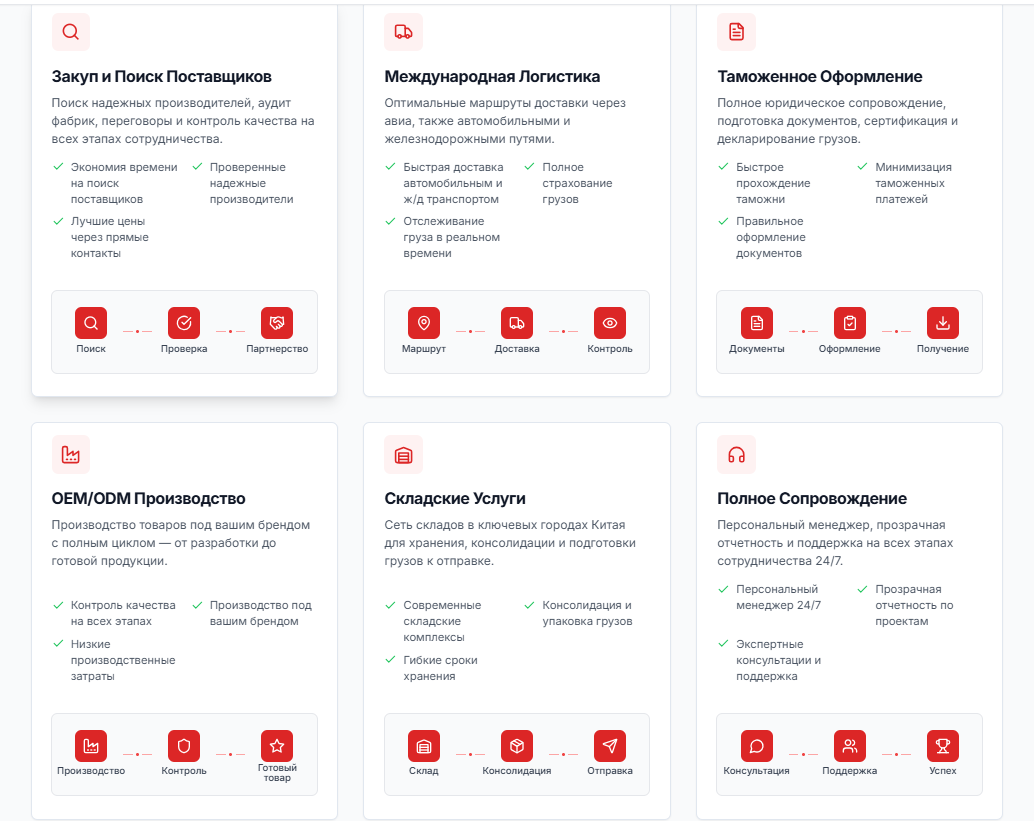 Закуп и Поиск Поставщиков
Поиск надежных производителей, аудит
фабрик, переговоры и контроль качества на
всех этапах сотрудничества.
Экономия времени
на поиск
поставщиков
Проверенные
надежные
производители
Лучшие цены
через прямые
контакты
Поиск
Проверка
Партнерство
Международная Логистика
Оптимальные маршруты доставки через
авиа, также автомобильными и
железнодорожными путями.
Быстрая доставка
автомобильным и
ж/д транспортом
Полное
страхование
грузов
Отслеживание
груза в реальном
времени
Маршрут
Доставка
Контроль
Таможенное Оформление
Полное юридическое сопровождение,
подготовка документов, сертификация и
декларирование грузов.
Быстрое
прохождение
таможни
Минимизация
таможенных
платежей
Правильное
оформление
документов
Документы
Оформление
Получение
OEM/ODM Производство
Производство товаров под вашим брендом
с полным циклом — от разработки до
готовой продукции.
Контроль качества
на всех этапах
Производство под
вашим брендом
Низкие
производственные
затраты
Производство
Контроль
Готовый
товар
Складские Услуги
Сеть складов в ключевых городах Китая
для хранения, консолидации и подготовки
грузов к отправке.
Современные
складские
комплексы
Консолидация и
упаковка грузов
Гибкие сроки
хранения
Склад
Консолидация
Отправка
Полное Сопровождение
Персональный менеджер, прозрачная
отчетность и поддержка на всех этапах
сотрудничества 24/7.
Персональный
менеджер 24/7
Прозрачная
отчетность по
проектам
Экспертные
консультации и
поддержка
Консультация
Поддержка
Успех